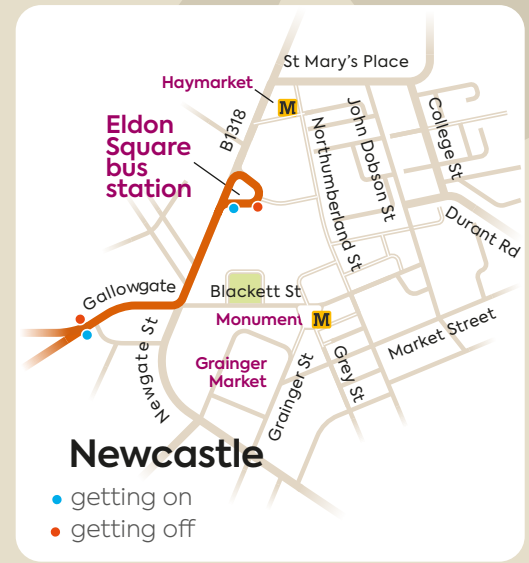 St Mary's Place
Haymarket
M
B1318
Eldon
Square
bus
station
Northumberland St
John Dobson St
College St
Durant Rd
Gallowgate
Blackett St
Monument
M
Newgate St
Grainger
Market
Grainger St
Grey St
Market Street
Newcastle
getting on
getting off